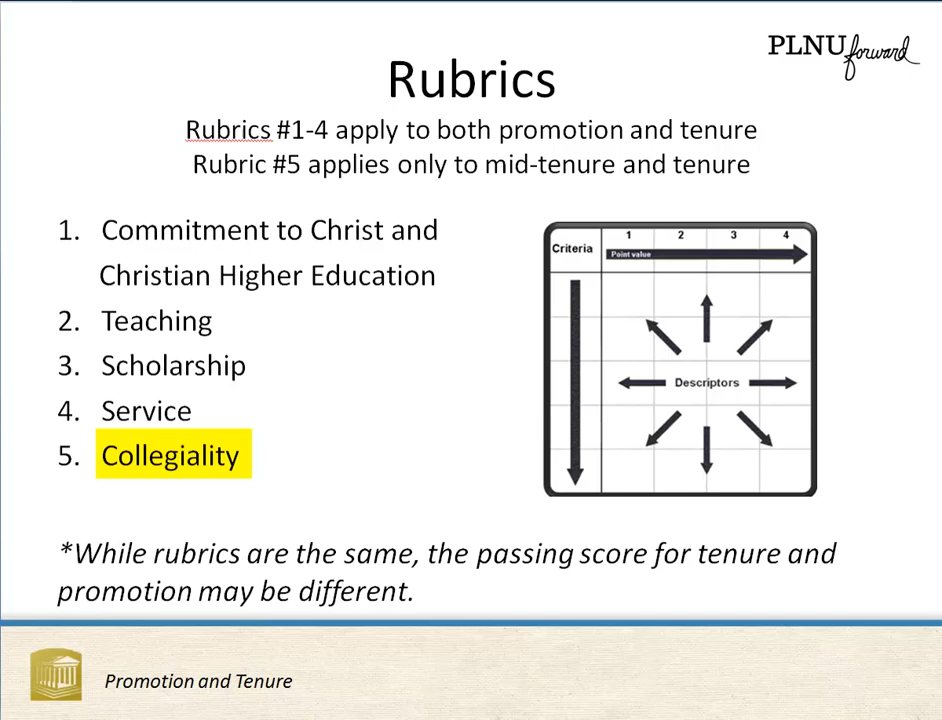 PLNU forward
Rubrics
Rubrics #1-4 apply to both promotion and tenure
Rubric #5 applies only to mid-tenure and tenure
1. Commitment to Christ and
Christian Higher Education
2. Teaching
3. Scholarship
4. Service
5. Collegiality
Criteria
1 2 3 4
Point value
Descriptors
*While rubrics are the same, the passing score for tenure and
promotion may be different.
Promotion and Tenure